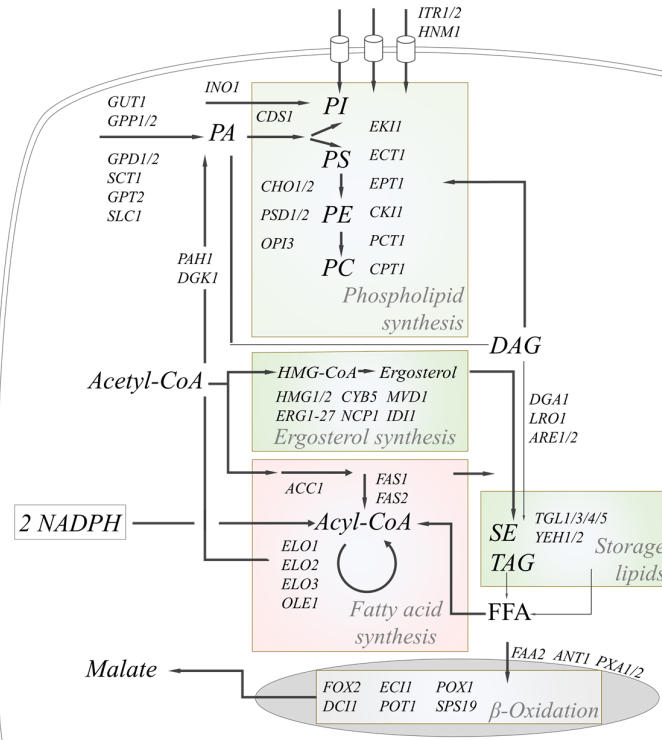 ITR1/2
HNM1
INO1
GUT1
GPP1/2
CDS1
PI
PA
EKI1
GPD1/2
SCT1
GPT2
SLC1
PS
ECT1
CHO1/2
EPT1
PSD1/2
PE
CKI1
OPI3
PCT1
PC
CPT1
PAH1
DGK1
Phospholipid
synthesis
DAG
Acetyl-CoA
HMG-CoA
Ergosterol
HMG1/2 CYB5 MVD1
ERG1-27 NCP1 IDI1
Ergosterol synthesis
DGA1
LRO1
ARE1/2
ACC1
FAS1
FAS2
2 NADPH
Acyl-CoA
SE
TAG
TGL1/3/4/5
YEH1/2
Storage
lipids
ELO1
ELO2
ELO3
OLE1
Fatty acid
synthesis
FFA
FAA2 ANT1 PXA1/2
Malate
FOX2 ECI1 POX1
DCI1 POT1 SPS19
β-Oxidation